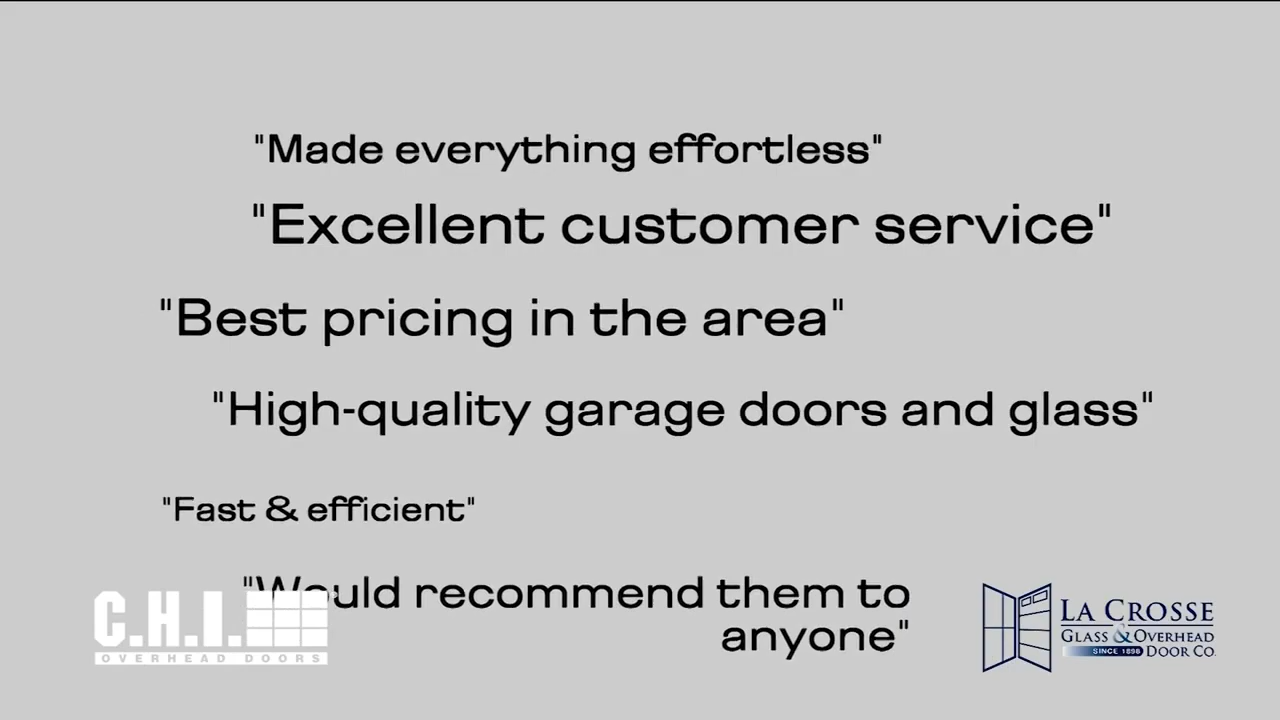 "Made everything effortless"
"Excellent customer service"
"Best pricing in the area"
"High-quality garage doors and glass"
"Fast & efficient"
"Would recommend them to
anyone"
C.H.I.
OVERHEAD DOORS
LA CROSSE
GLASS & OVERHEAD
SINCE 1898 DOOR CO.